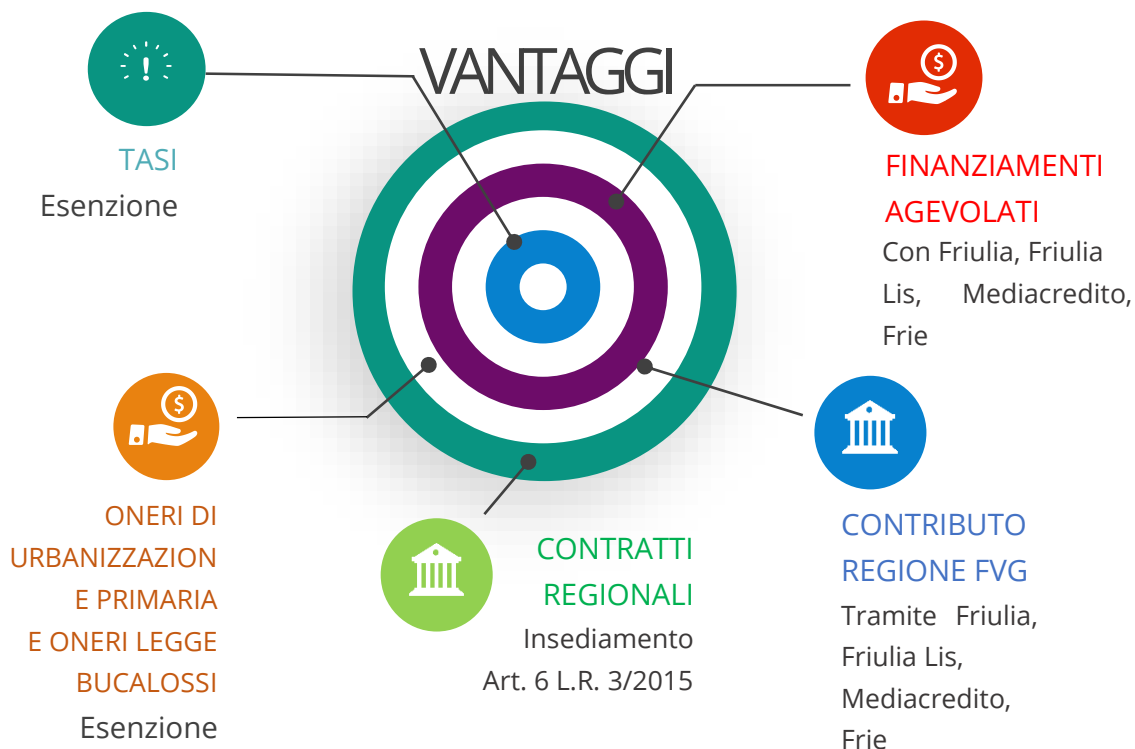 VANTAGGI
TASI
Esenzione
FINANZIAMENTI
AGEVOLATI
Con Friulia, Friulia
Lis, Mediacredito,
Frie
ONERI DI
URBANIZZAZION
E PRIMARIA
E ONERI LEGGE
BUCALOSSI
Esenzione
CONTRATTI
REGIONALI
Insediamento
Art. 6 L.R. 3/2015
CONTRIBUTO
REGIONE FVG
Tramite Friulia,
Friulia Lis,
Mediacredito,
Frie